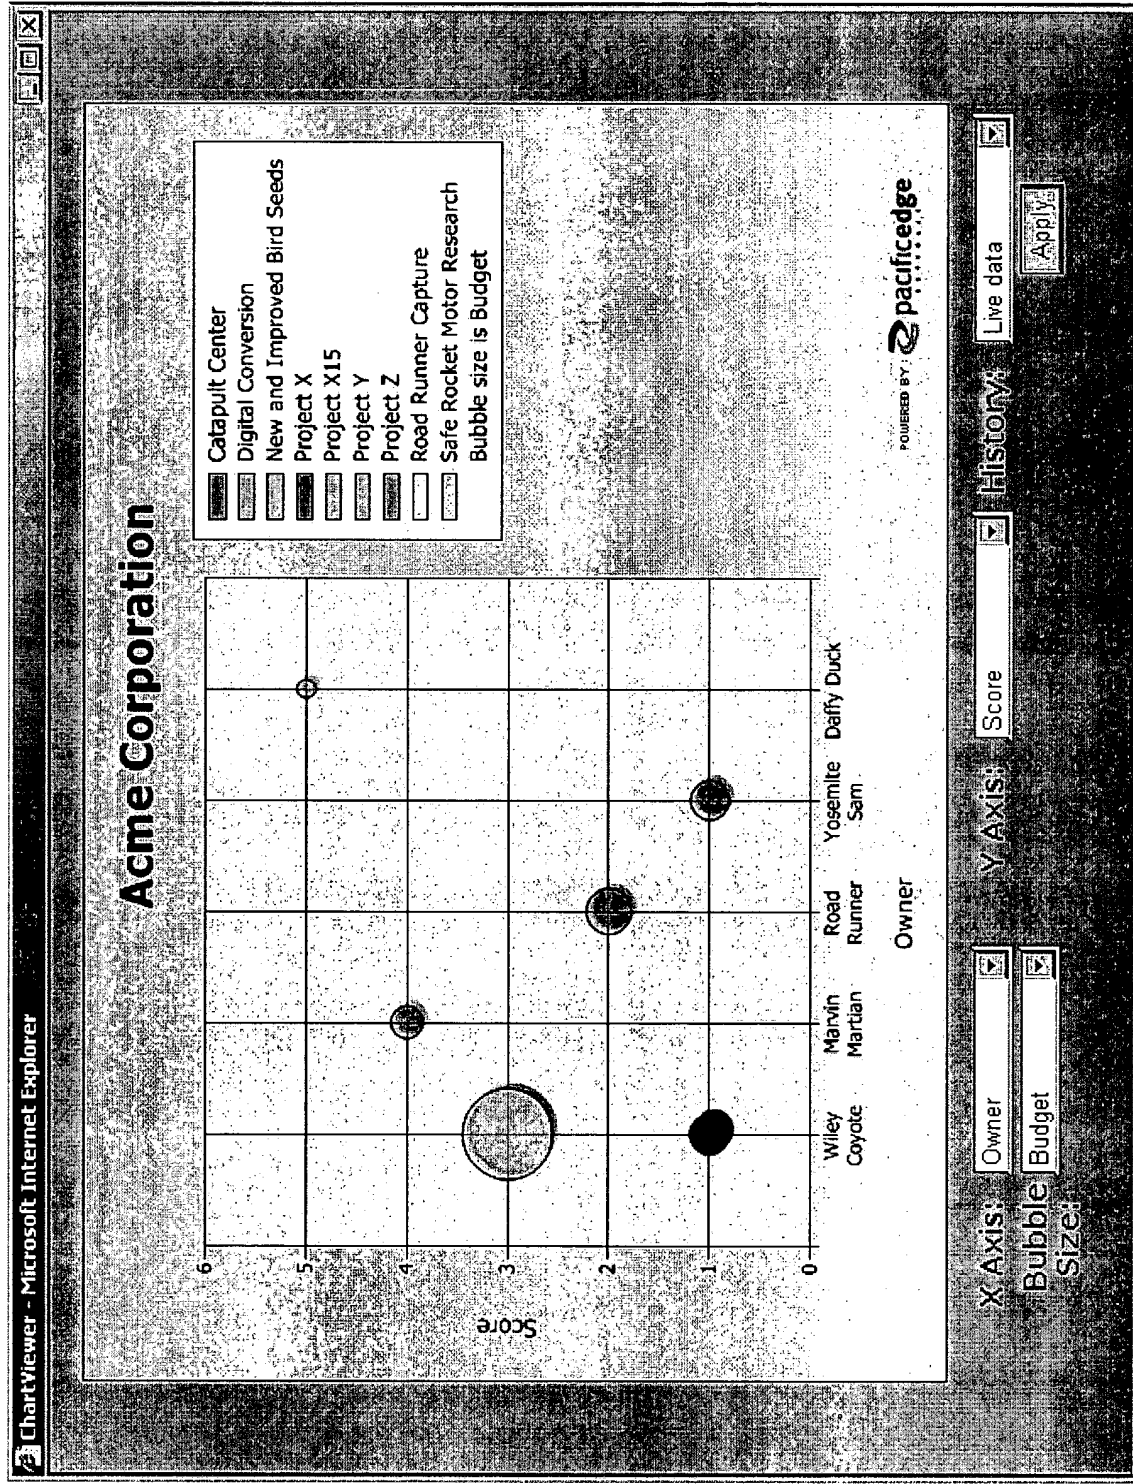 ChartViewer - Microsoft Internet Explorer
Acme Corporation
Catapult Center
Digital Conversion
New and Improved Bird Seeds
Project X
Project X15
Project Y
Project Z
Road Runner Capture
Safe Rocket Motor Research
Bubble size is Budget
6
5
4
3
2
1
0
Score
Wiley
Coyote
Marvin
Martian
Road
Runner
Yosemite
Sam
Daffy Duck
Owner
POWERED BY pacificedge
X Axis: Owner Y Axis: Score History: Live data
Bubble Size: Budget Apply